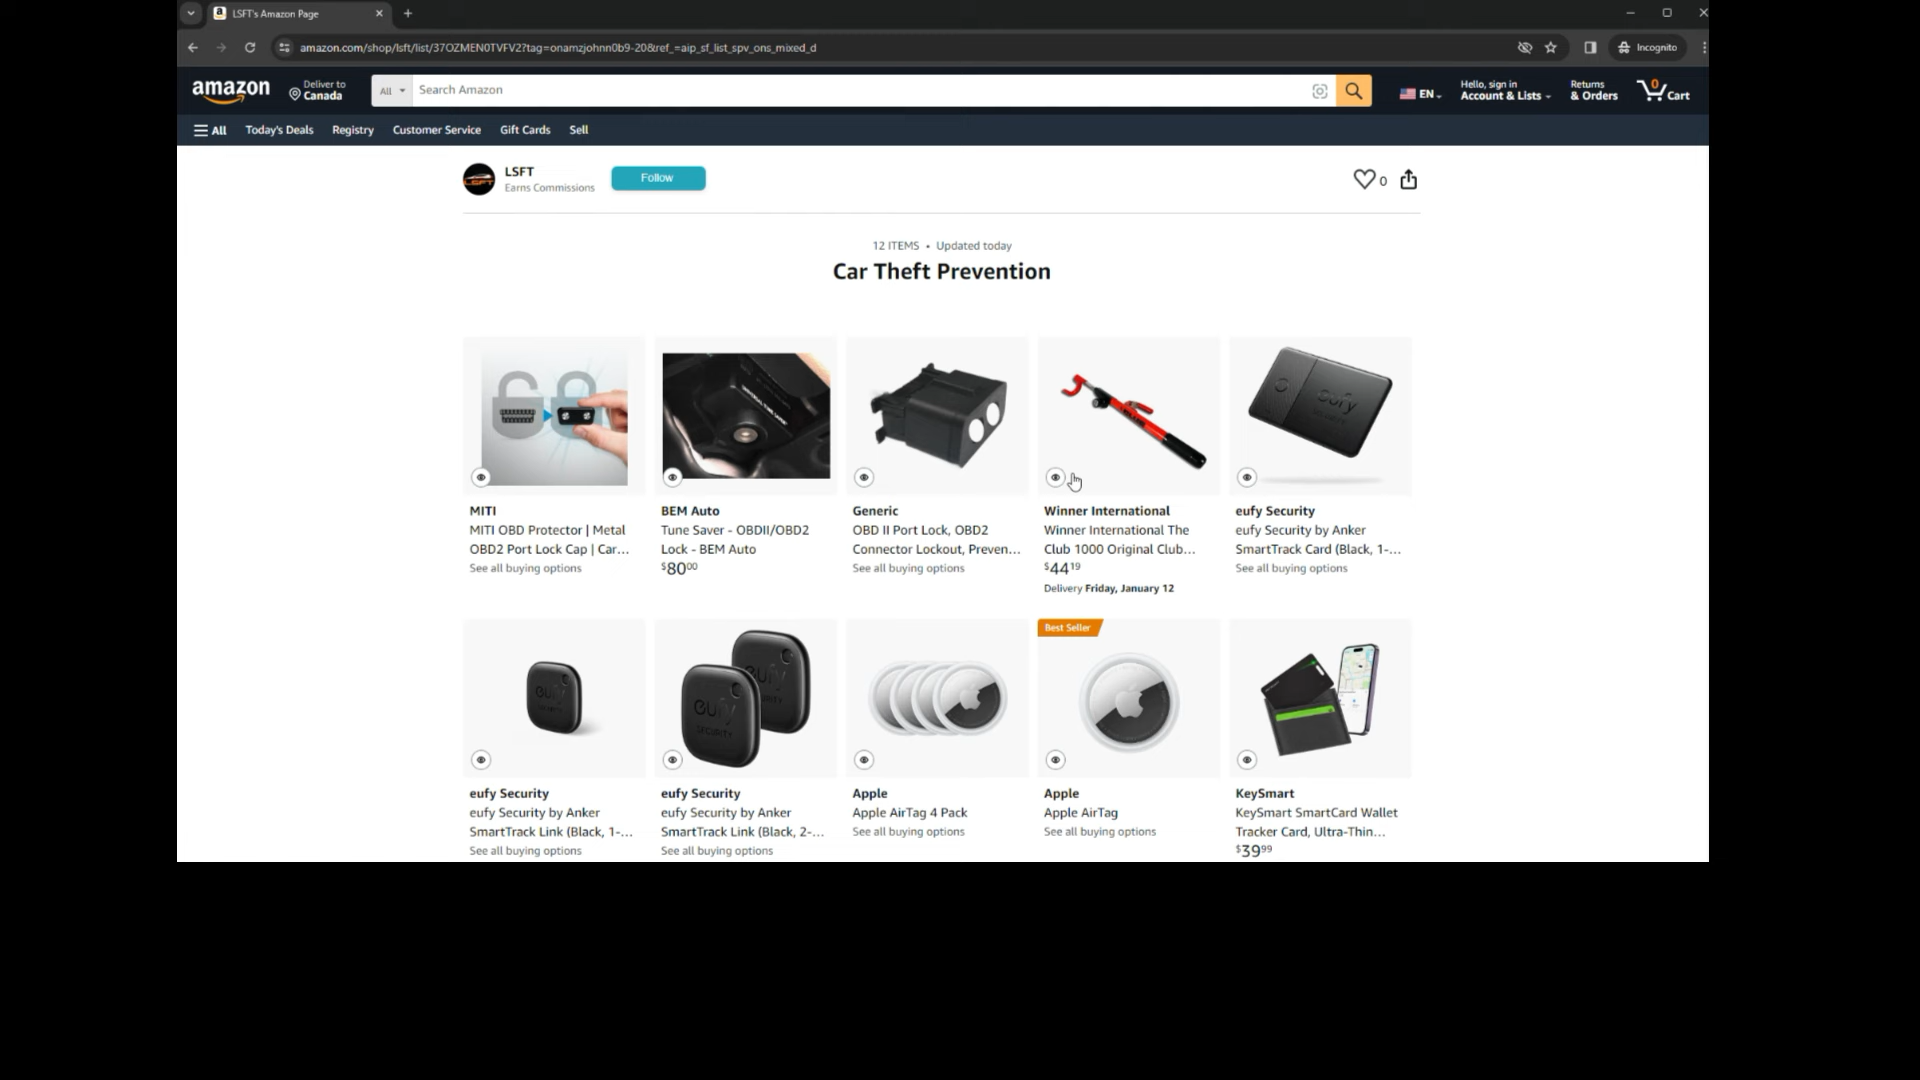 LSFT's Amazon Page
amazon.com/shop/lsft/list/37OZMEN0TVFV2?tag=onamzjohnn0b9-20&ref_=aip_sf_list_spv_ons_mixed_d
Incognito
amazon
Deliver to
Canada
All
Search Amazon
EN
Hello, sign in
Account & Lists
Returns
& Orders
0
Cart
All
Today's Deals
Registry
Customer Service
Gift Cards
Sell
LSFT
Earns Commissions
Follow
0
12 ITEMS • Updated today
Car Theft Prevention
eufy
MITI
MITI OBD Protector | Metal
OBD2 Port Lock Cap | Car...
See all buying options
BEM Auto
Tune Saver - OBDII/OBD2
Lock - BEM Auto
$8000
Generic
OBD II Port Lock, OBD2
Connector Lockout, Preven...
See all buying options
Winner International
Winner International The
Club 1000 Original Club...
$4419
Delivery Friday, January 12
eufy Security
eufy Security by Anker
SmartTrack Card (Black, 1-...
See all buying options
Best Seller
eufy
eufy
SECURITY
eufy Security
eufy Security by Anker
SmartTrack Link (Black, 1-...
See all buying options
eufy Security
eufy Security by Anker
SmartTrack Link (Black, 2-...
See all buying options
Apple
Apple AirTag 4 Pack
See all buying options
Apple
Apple AirTag
See all buying options
KeySmart
KeySmart SmartCard Wallet
Tracker Card, Ultra-Thin...
$3999